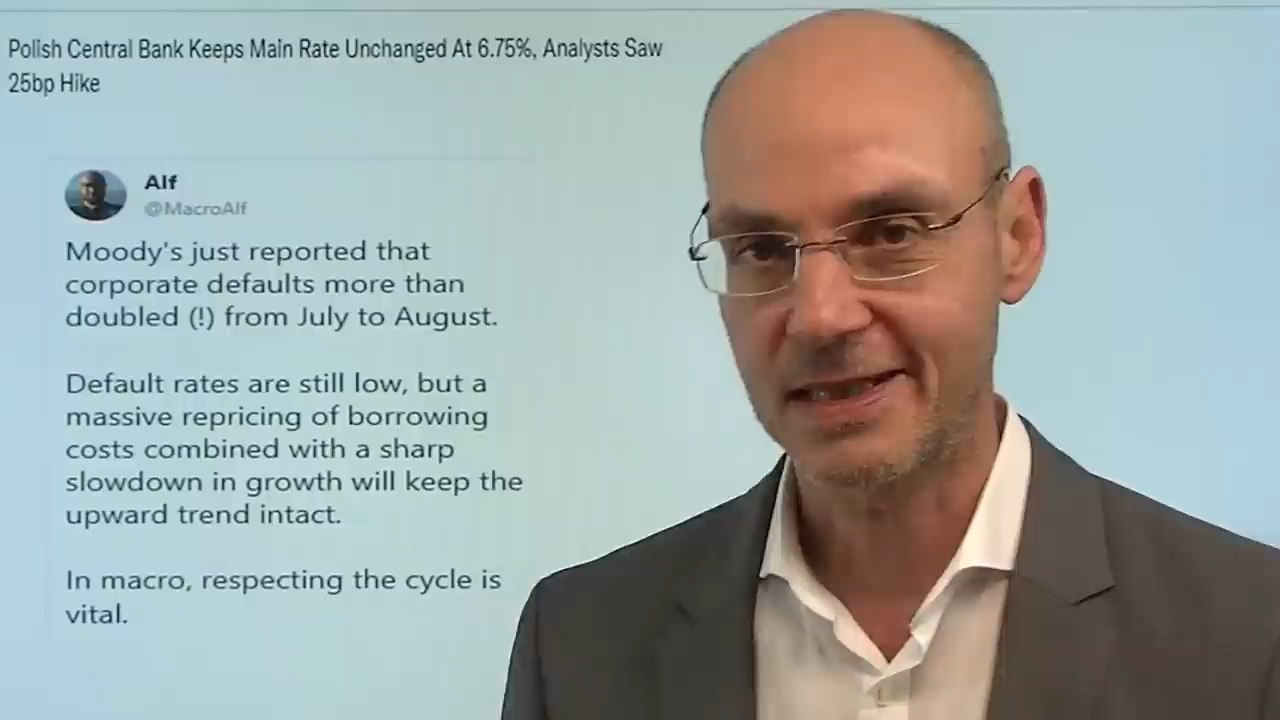 Polish Central Bank Keeps Main Rate Unchanged At 6.75%, Analysts Saw
25bp Hike
Alf
@MacroAlf
Moody's just reported that
corporate defaults more than
doubled (!) from July to August.
Default rates are still low, but a
massive repricing of borrowing
costs combined with a sharp
slowdown in growth will keep the
upward trend intact.
In macro, respecting the cycle is
vital.